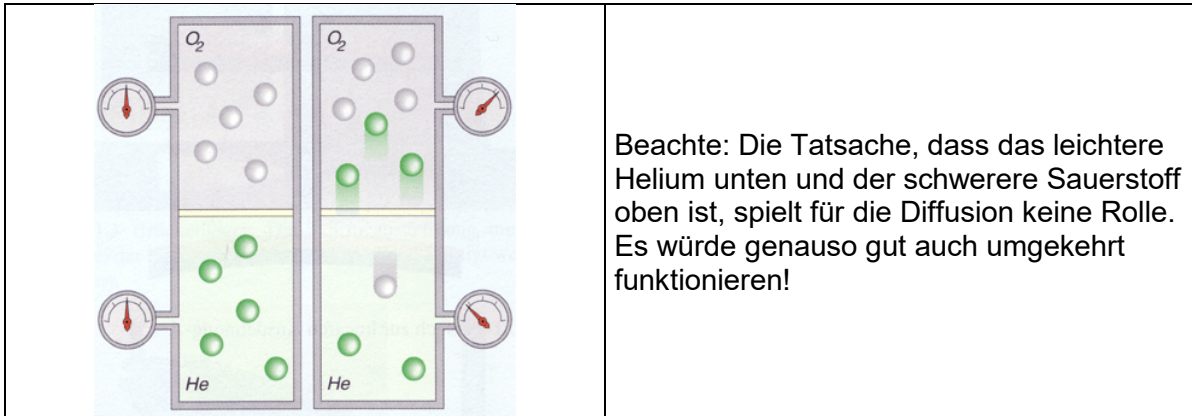 O2
O2
He
He
Beachte: Die Tatsache, dass das leichtere
Helium unten und der schwerere Sauerstoff
oben ist, spielt für die Diffusion keine Rolle.
Es würde genauso gut auch umgekehrt
funktionieren!